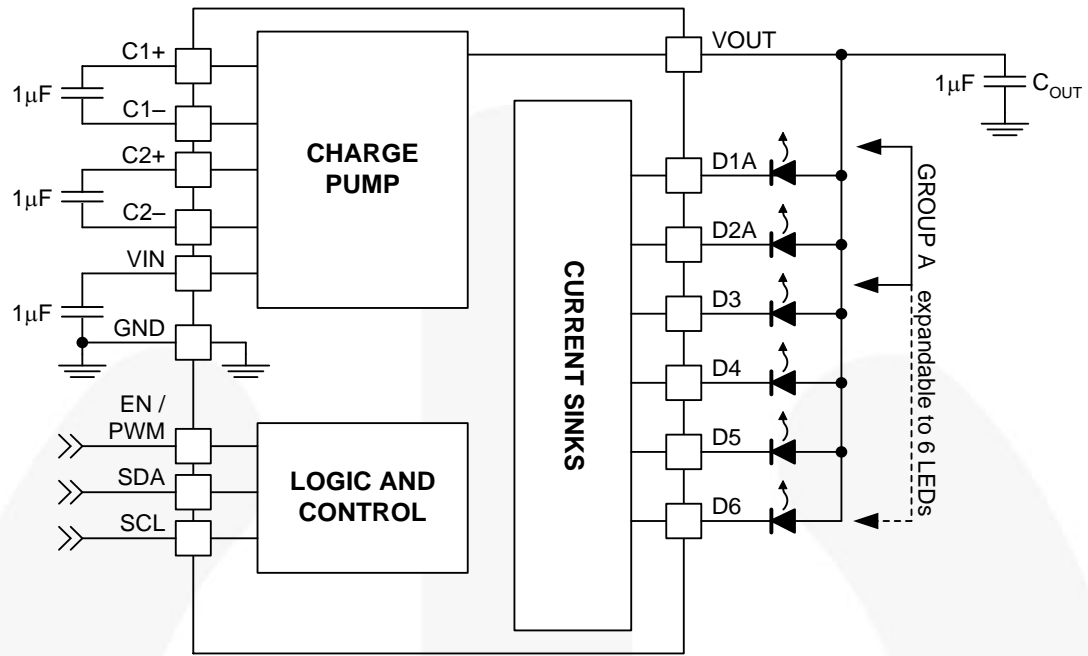 C1+
1µF
C1–
C2+
1µF
C2–
VIN
1µF
GND
EN /
PWM
SDA
SCL
CHARGE
PUMP
LOGIC AND
CONTROL
CURRENT SINKS
VOUT
1µF
C_OUT
D1A
D2A
D3
D4
D5
D6
GROUP A expandable to 6 LEDs